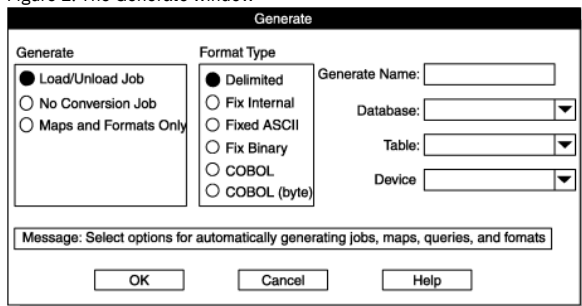 Figure 2. The Generate window
Generate
Generate
Load/Unload Job
No Conversion Job
Maps and Formats Only
Format Type
Delimited
Fix Internal
Fixed ASCII
Fix Binary
COBOL
COBOL (byte)
Generate Name:
Database:
Table:
Device
Message: Select options for automatically generating jobs, maps, queries, and fomats
OK
Cancel
Help